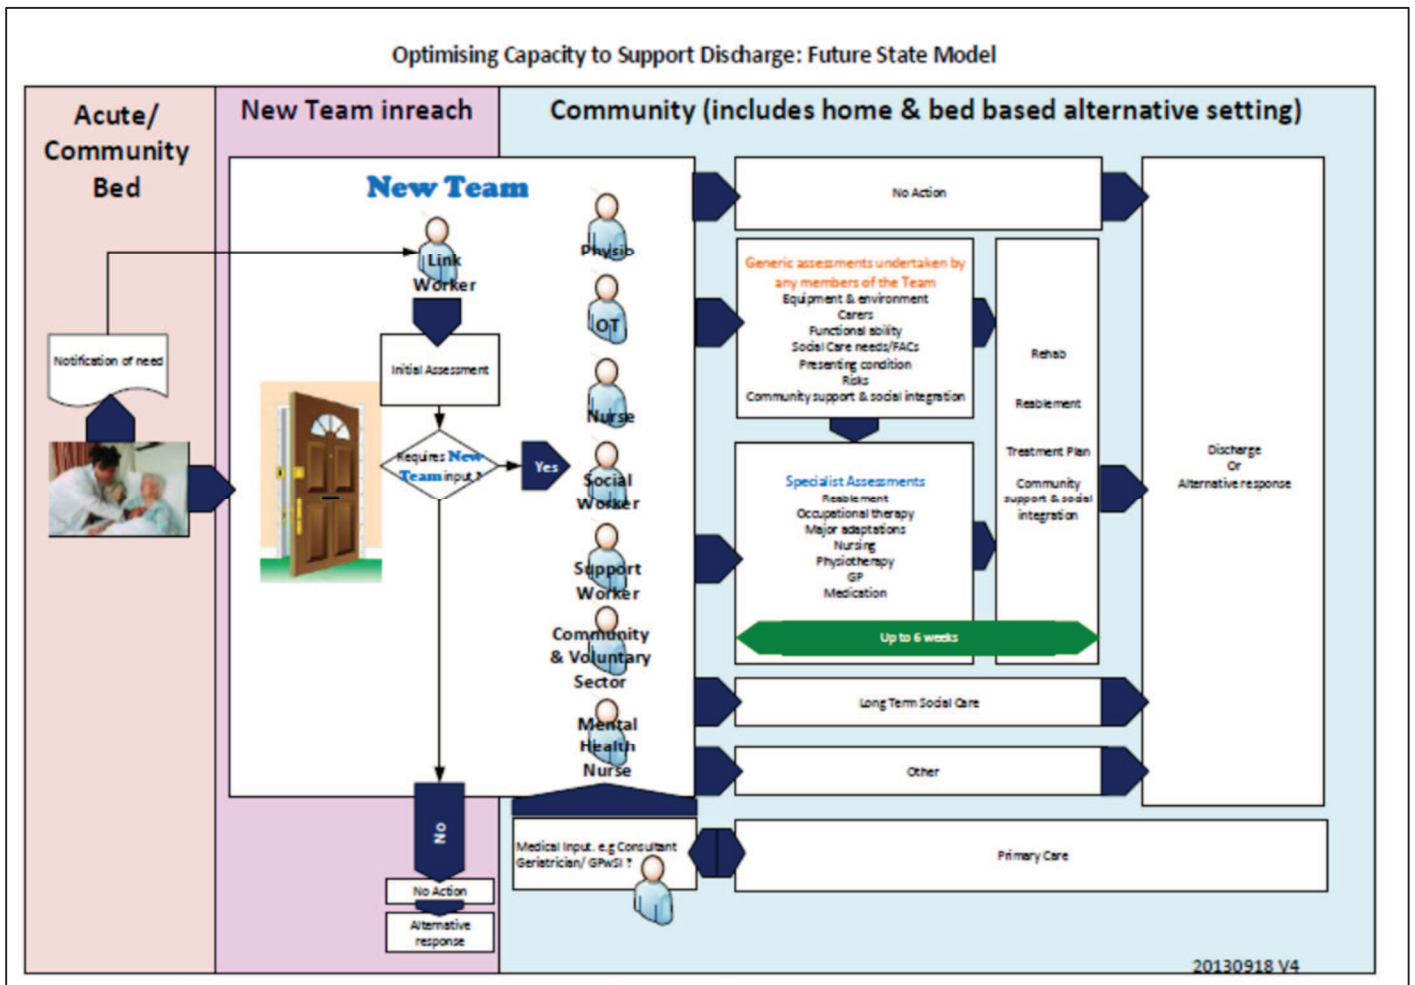 Optimising Capacity to Support Discharge: Future State Model
Acute/
Community
Bed
New Team inreach
Community (includes home & bed based alternative setting)
New Team
Link
Worker
Notification of need
Initial Assessment
Requires New
Team input ?
Yes
No
No Action
Alternative
response
Physio
OT
Nurse
Social
Worker
Support
Worker
Community
& Voluntary
Sector
Mental
Health
Nurse
Medical Input. e.g Consultant
Geriatrician/ GPwSI ?
No Action
Generic assessments undertaken by
any members of the Team
Equipment & environment
Carers
Functional ability
Social Care needs/FACs
Presenting condition
Risks
Community support & social integration
Specialist Assessments
Reablement
Occupational therapy
Major adaptations
Nursing
Physiotherapy
GP
Medication
Up to 6 weeks
Rehab
Reablement
Treatment Plan
Community
support & social
integration
Long Term Social Care
Other
Discharge
Or
Alternative response
Primary Care
20130918 V4